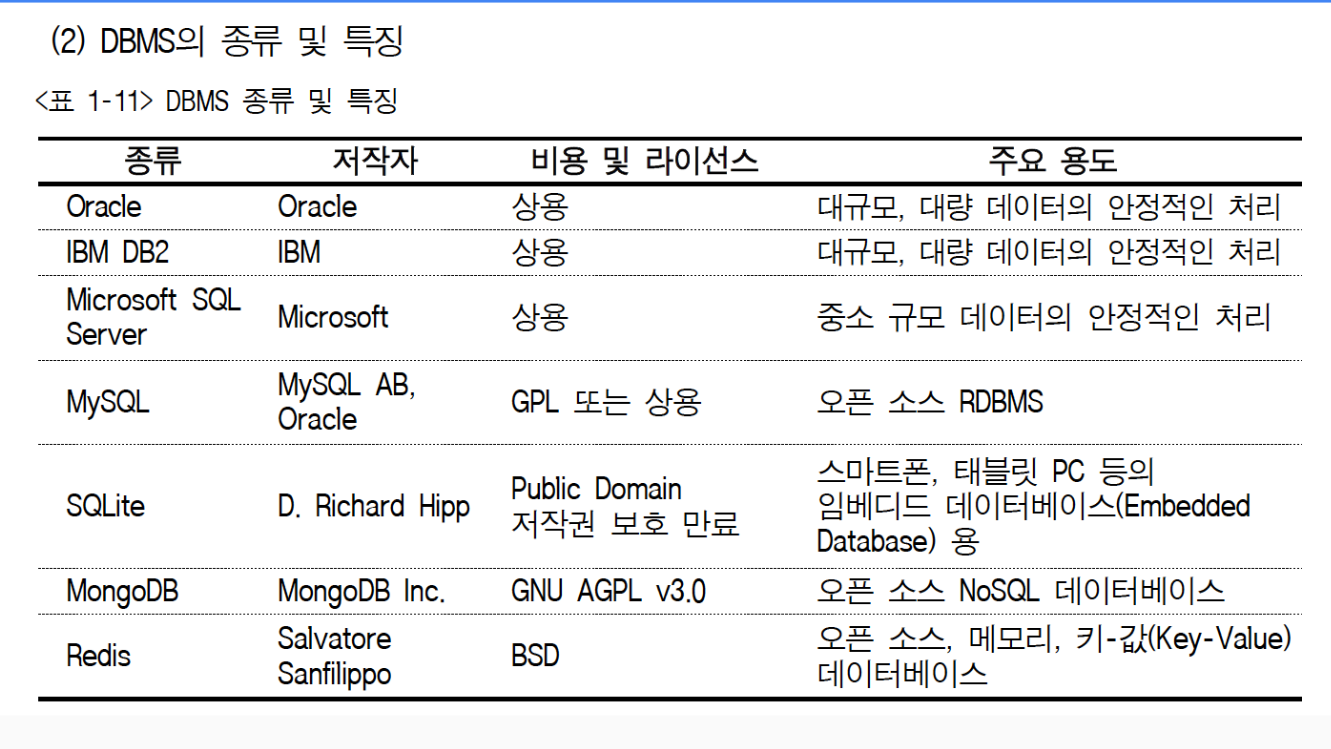 (2) DBMS의 종류 및 특징
<표 1-11> DBMS 종류 및 특징
종류 저작자 비용 및 라이선스 주요 용도
Oracle Oracle 상용 대규모, 대량 데이터의 안정적인 처리
IBM DB2 IBM 상용 대규모, 대량 데이터의 안정적인 처리
Microsoft SQL
Server
Microsoft 상용 중소 규모 데이터의 안정적인 처리
MySQL
MySQL AB,
Oracle
GPL 또는 상용 오픈 소스 RDBMS
SQLite D. Richard Hipp
Public Domain
저작권 보호 만료
스마트폰, 태블릿 PC 등의
임베디드 데이터베이스(Embedded
Database) 용
MongoDB MongoDB Inc. GNU AGPL v3.0 오픈 소스 NoSQL 데이터베이스
Redis
Salvatore
Sanfilippo
BSD
오픈 소스, 메모리, 키-값(Key-Value)
데이터베이스